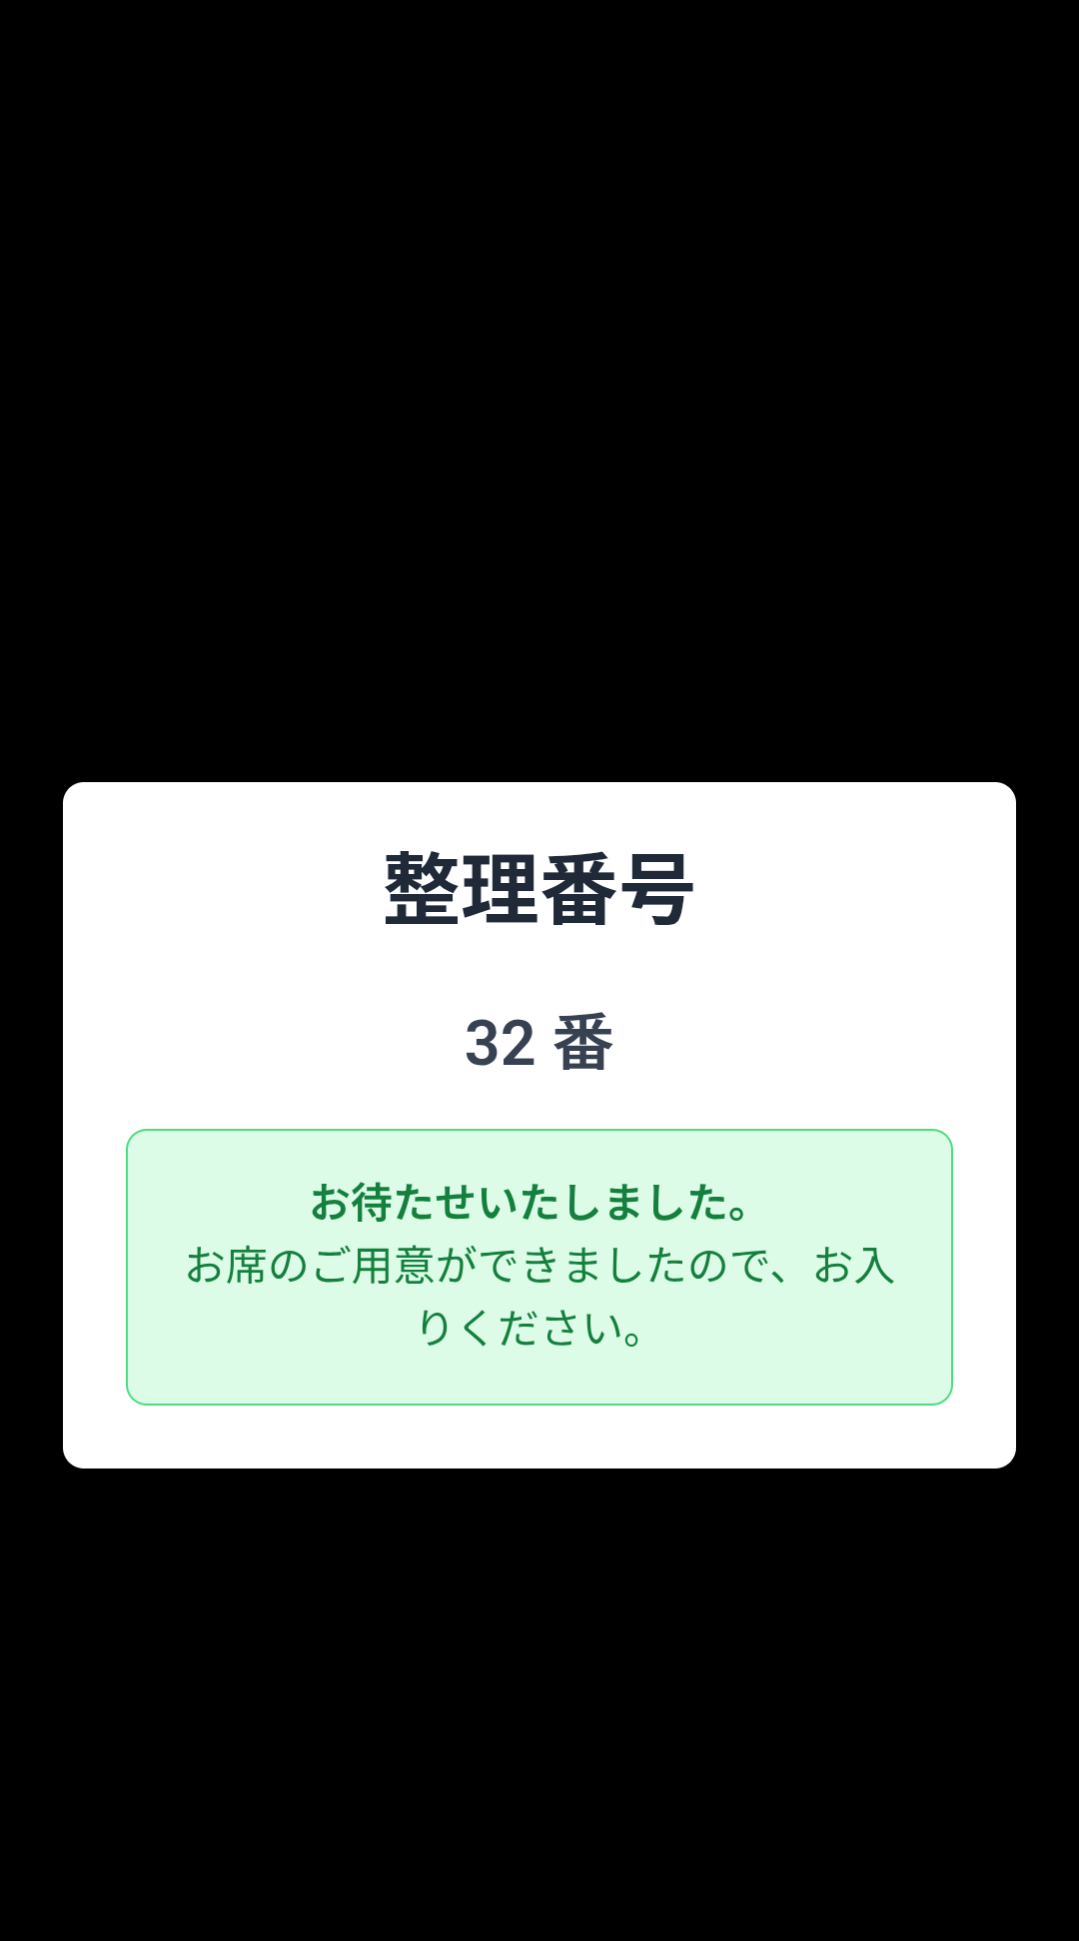 整理番号
32 番
お待たせいたしました。
お席のご用意ができましたので、お入
りください。